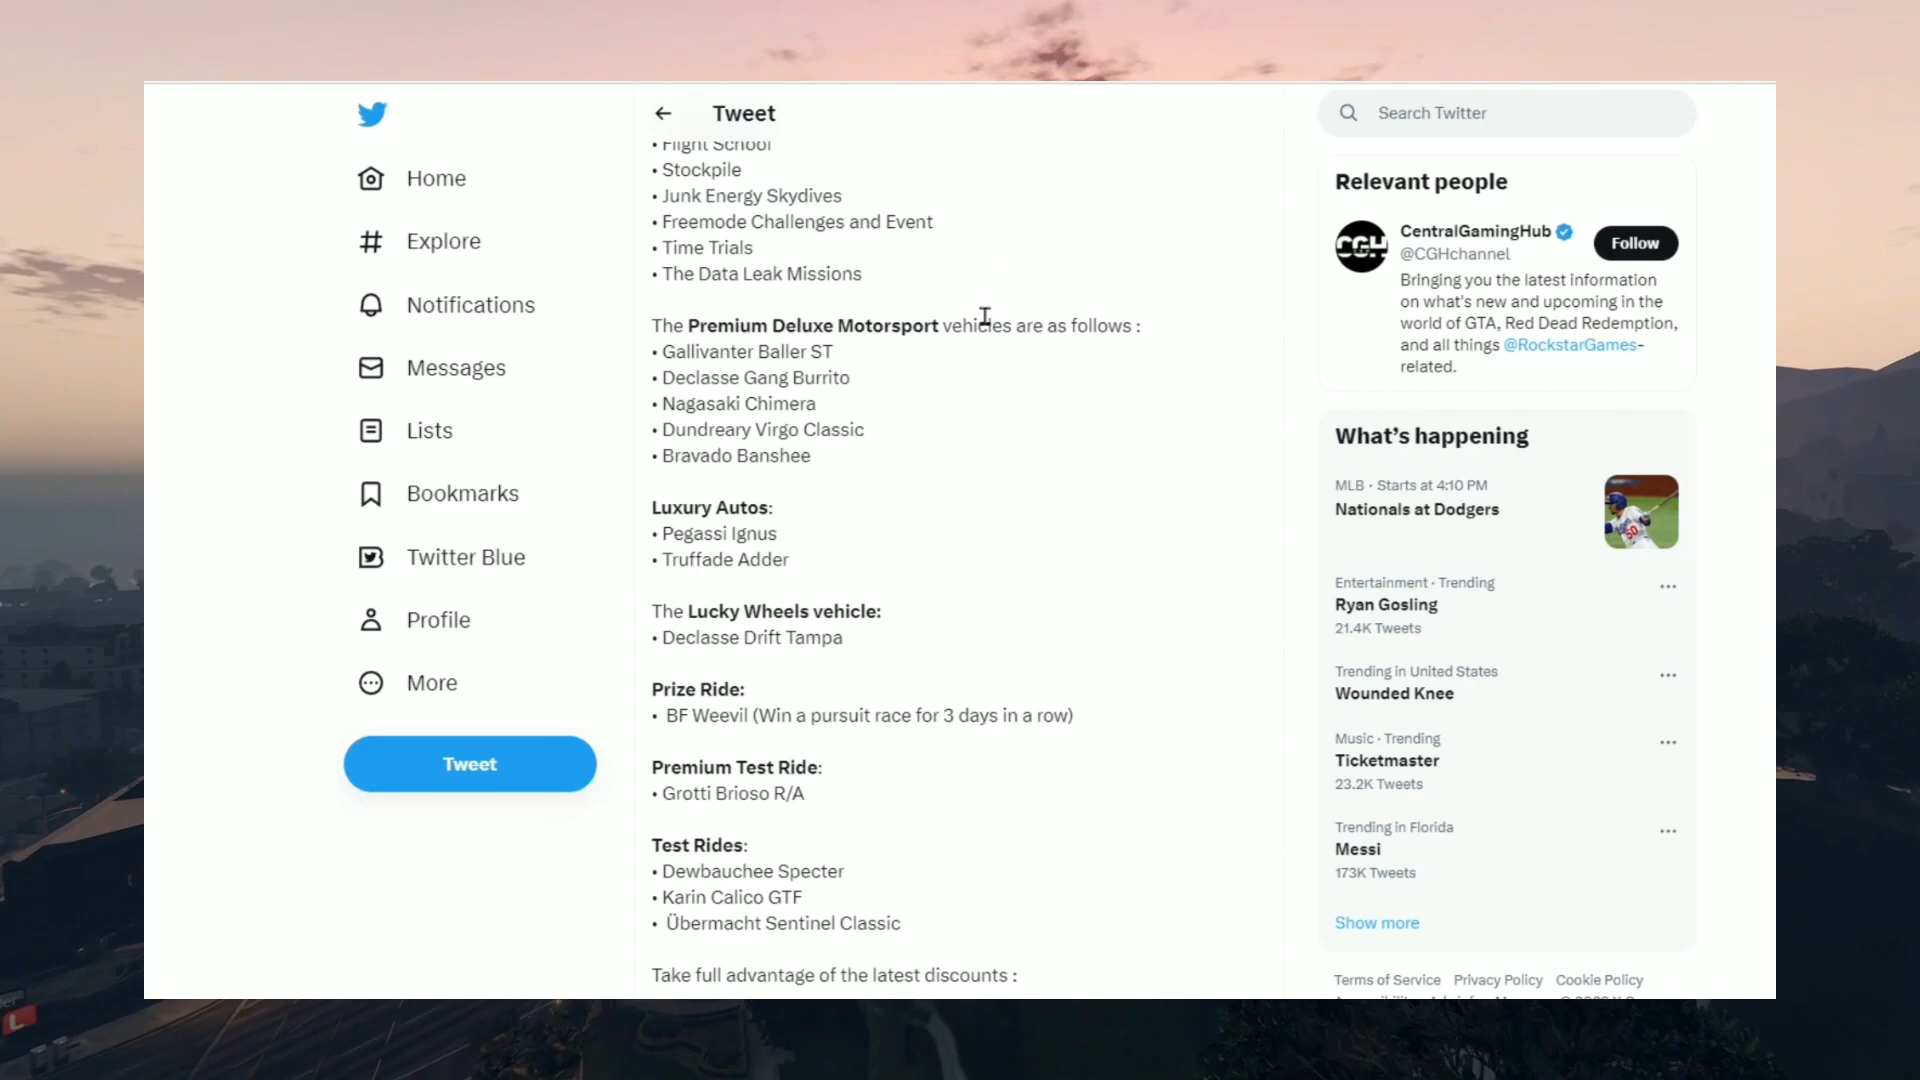 Tweet
• Flight School
• Stockpile
• Junk Energy Skydives
• Freemode Challenges and Event
• Time Trials
• The Data Leak Missions
The Premium Deluxe Motorsport vehicles are as follows :
• Gallivanter Baller ST
• Declasse Gang Burrito
• Nagasaki Chimera
• Dundreary Virgo Classic
• Bravado Banshee
Luxury Autos:
• Pegassi Ignus
• Truffade Adder
The Lucky Wheels vehicle:
• Declasse Drift Tampa
Prize Ride:
• BF Weevil (Win a pursuit race for 3 days in a row)
Premium Test Ride:
• Grotti Brioso R/A
Test Rides:
• Dewbauchee Specter
• Karin Calico GTF
• Übermacht Sentinel Classic
Take full advantage of the latest discounts :
Home
Explore
Notifications
Messages
Lists
Bookmarks
Twitter Blue
Profile
More
Tweet
Search Twitter
Relevant people
CGH
CentralGamingHub
@CGHchannel
Follow
Bringing you the latest information
on what's new and upcoming in the
world of GTA, Red Dead Redemption,
and all things @RockstarGames-
related.
What's happening
MLB · Starts at 4:10 PM
Nationals at Dodgers
50
Entertainment · Trending
Ryan Gosling
21.4K Tweets
Trending in United States
Wounded Knee
Music · Trending
Ticketmaster
23.2K Tweets
Trending in Florida
Messi
173K Tweets
Show more
Terms of Service Privacy Policy Cookie Policy